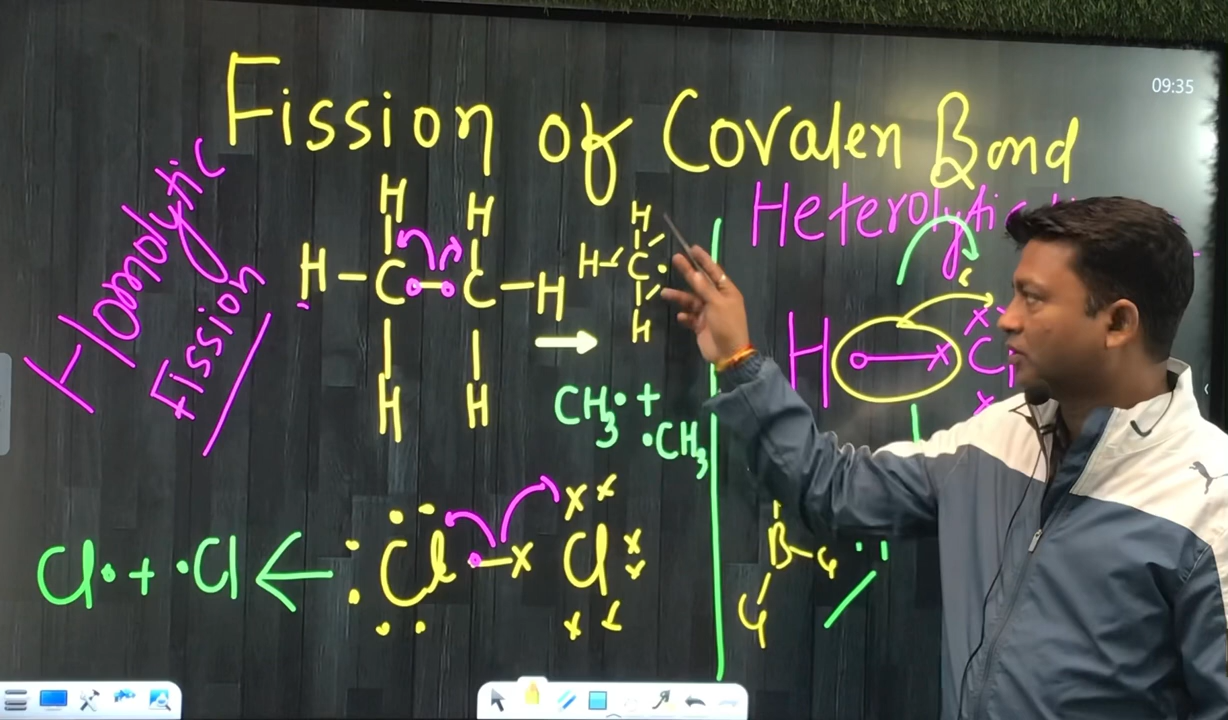 09:35
Fission of Covalen Bond
Homolytic
Fission
Heterolytic
H H
H–C–C–H
H H
H
H–C•
H
CH3• + •CH3
H Cl
Cl• + •Cl ← Cl – x Cl
B